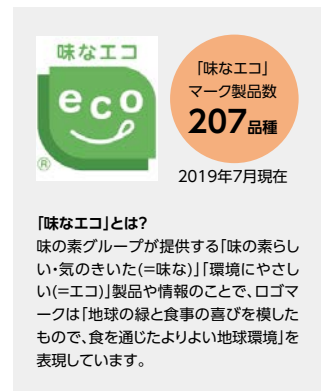 味なエコ
eco
®
「味なエコ」
マーク製品数
207品種
2019年7月現在
「味なエコ」とは?
味の素グループが提供する「味の素らし
い・気のきいた(=味な)」「環境にやさし
い(=エコ)」製品や情報のことで、ロゴマ
ークは「地球の緑と食事の喜びを模した
もので、食を通じたよりよい地球環境」を
表現しています。